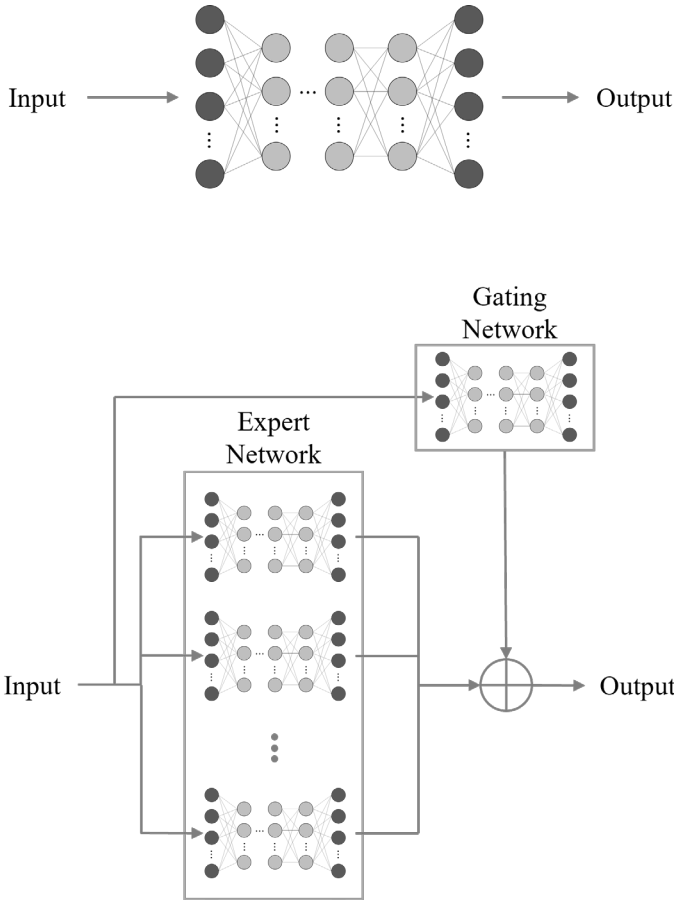 Input
Output
Gating
Network
Expert
Network
Input
Output